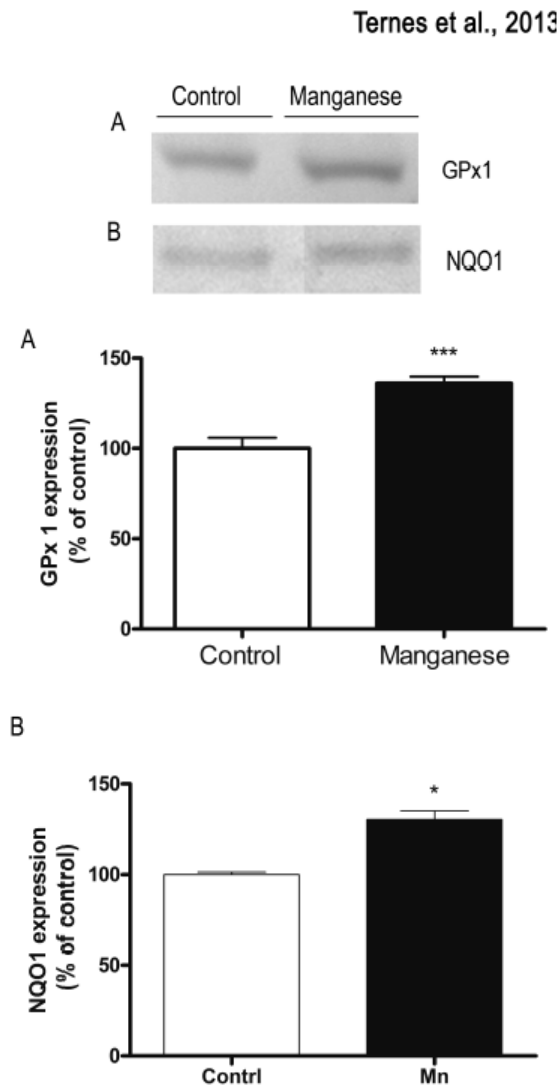 Ternes et al., 2013
Control Manganese
A
GPx1
B
NQO1
A
GPx 1 expression
(% of control)
150
100
50
0
***
Control Manganese
B
NQO1 expression
(% of control)
150
100
50
0
*
Contrl Mn